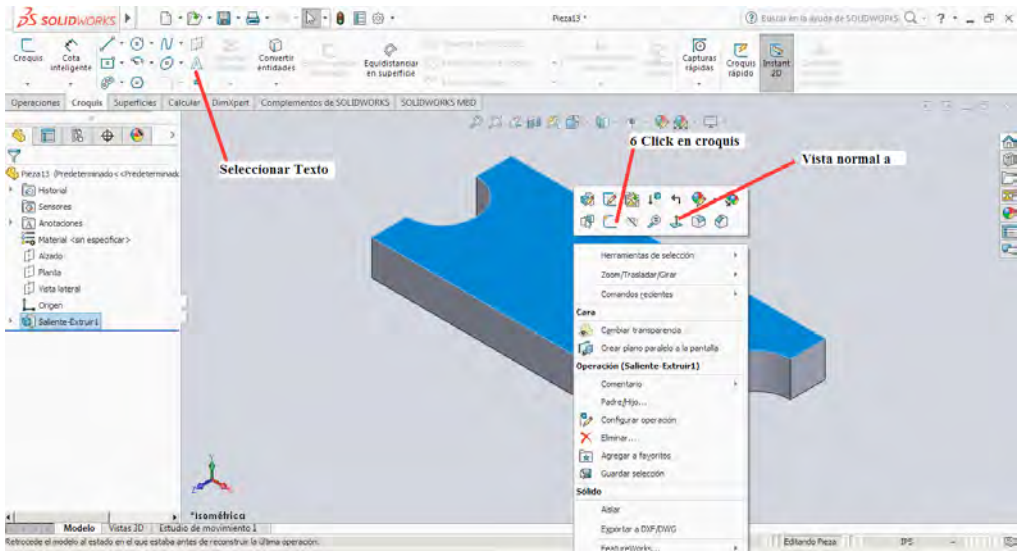 SOLIDWORKS
Pieza13 *
Buscar en la ayuda de SOLIDWORKS
Croquis
Cota inteligente
Convertir entidades
Equidistanciar en superficie
Capturas rápidas
Croquis rápido
Instant 2D
Operaciones
Croquis
Superficies
Calcular
DimXpert
Complementos de SOLIDWORKS
SOLIDWORKS MBD
Seleccionar Texto
6 Click en croquis
Vista normal a
Pieza13 (Predeterminado<<Predeterminado
Historial
Sensores
Anotaciones
Material <sin especificar>
Alzado
Planta
Vista lateral
Origen
Saliente-Extruir1
Herramientas de selección
Zoom/Trasladar/Girar
Comandos recientes
Cara
Cambiar transparencia
Crear plano paralelo a la pantalla
Operación (Saliente-Extruir1)
Comentario
Padre/Hijo...
Configurar operación
Eliminar...
Agregar a favoritos
Guardar selección
Sólido
Aislar
Exportar a DXF/DWG
FeatureWorks...
*Isométrica
Modelo
Vistas 3D
Estudio de movimiento 1
Retrocede el modelo al estado en el que estaba antes de reconstruir la última operación.
Editando Pieza
IPS